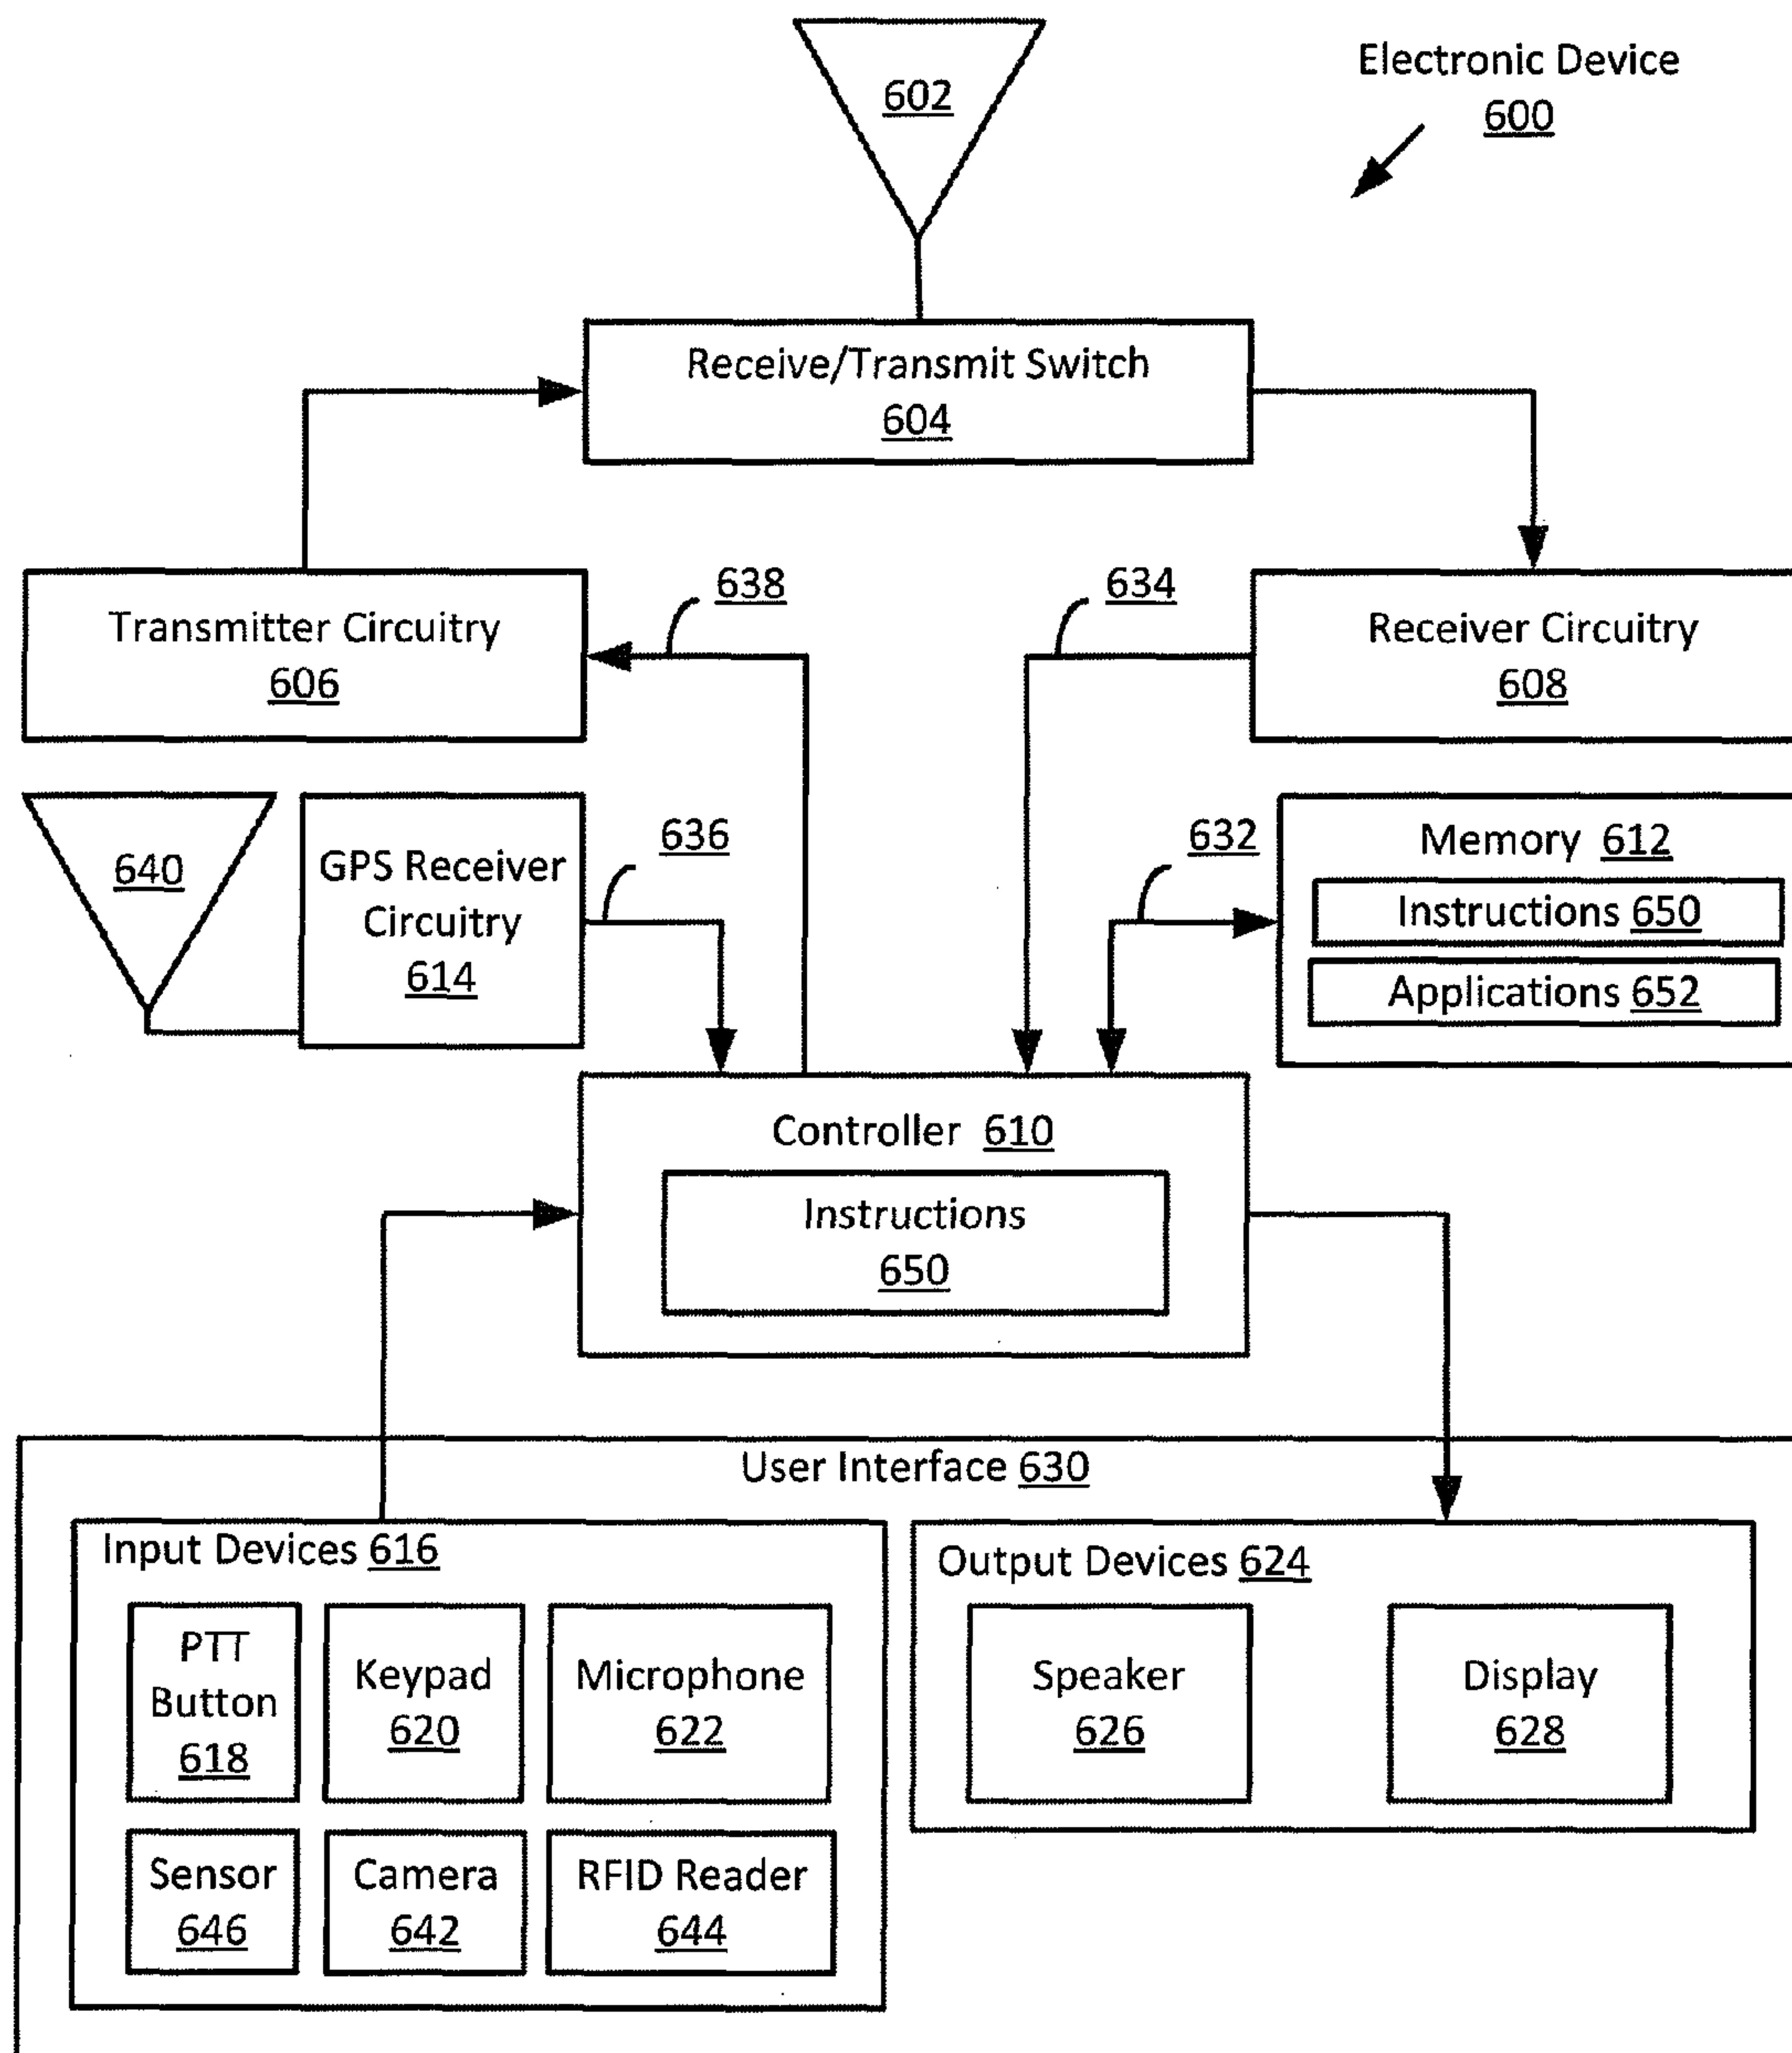 Electronic Device
600
602
Receive/Transmit Switch
604
638
634
Transmitter Circuitry
606
Receiver Circuitry
608
640
GPS Receiver
Circuitry
614
636
632
Memory 612
Instructions 650
Applications 652
Controller 610
Instructions
650
User Interface 630
Input Devices 616
PTT
Button
618
Keypad
620
Microphone
622
Sensor
646
Camera
642
RFID Reader
644
Output Devices 624
Speaker
626
Display
628